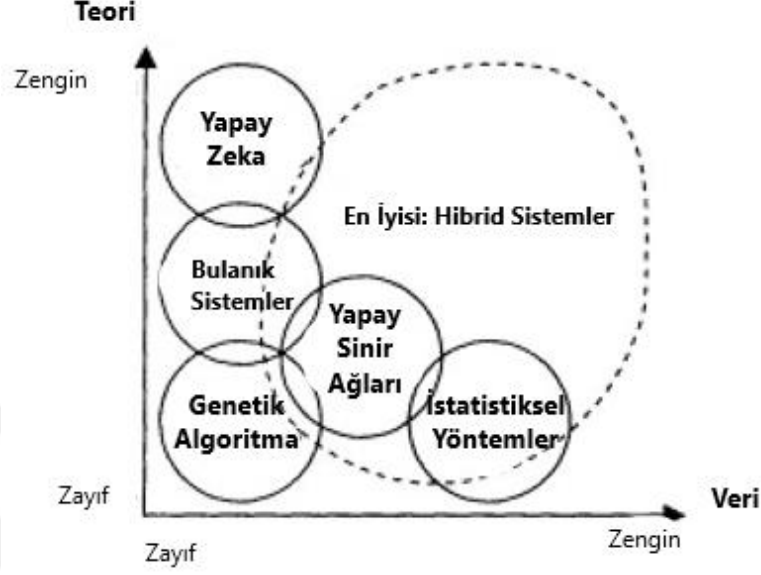 Teori
Zengin
Yapay
Zeka
En İyisi: Hibrid Sistemler
Bulanık
Sistemler
Yapay
Sinir
Ağları
Genetik
Algoritma
İstatistiksel
Yöntemler
Zayıf
Veri
Zayıf
Zengin